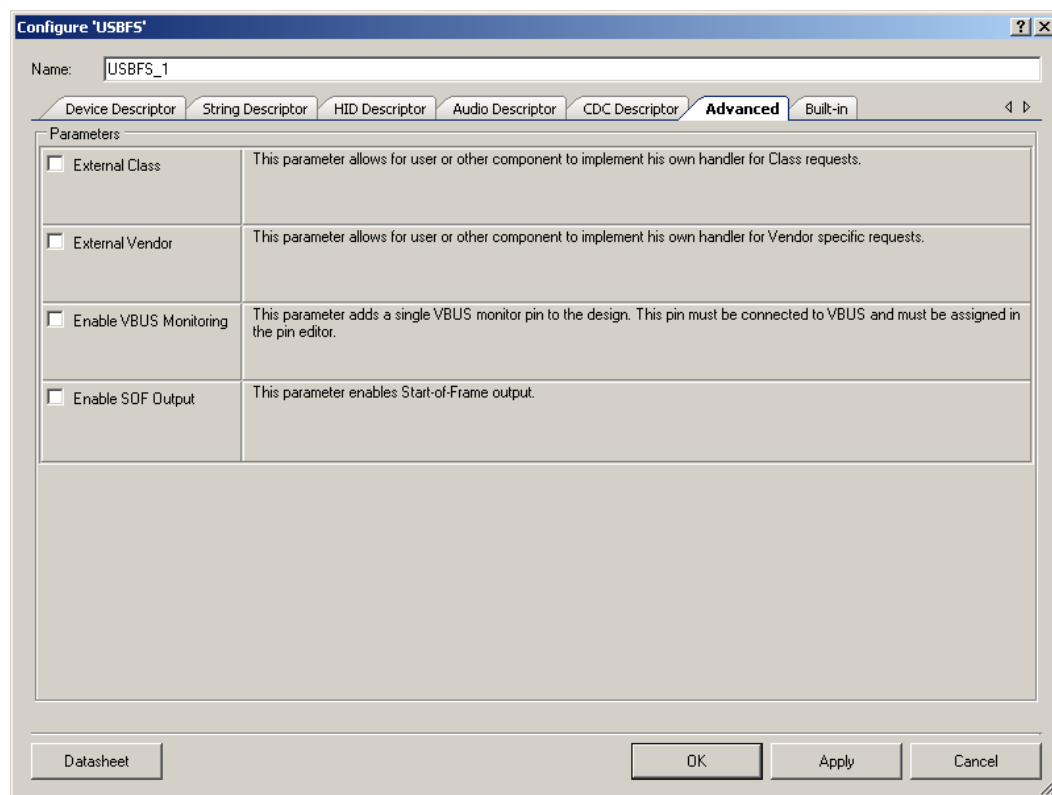 Configure 'USBFS'
Name: USBFS_1
Device Descriptor String Descriptor HID Descriptor Audio Descriptor CDC Descriptor Advanced Built-in
Parameters
External Class This parameter allows for user or other component to implement his own handler for Class requests.
External Vendor This parameter allows for user or other component to implement his own handler for Vendor specific requests.
Enable VBUS Monitoring This parameter adds a single VBUS monitor pin to the design. This pin must be connected to VBUS and must be assigned in
the pin editor.
Enable SOF Output This parameter enables Start-of-Frame output.
Datasheet OK Apply Cancel